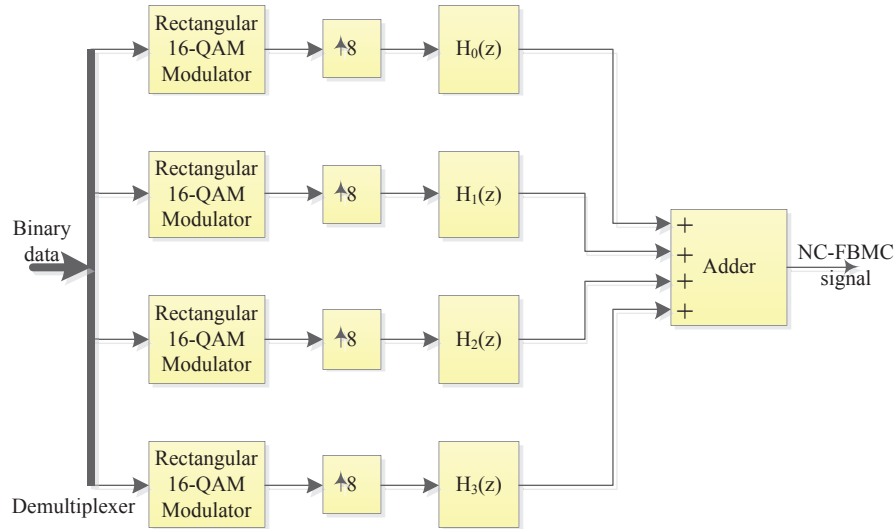 Rectangular
16-QAM
Modulator
↑8
H₀(z)
Rectangular
16-QAM
Modulator
↑8
H₁(z)
Binary
data
+
+
+
+
Adder
NC-FBMC
signal
Rectangular
16-QAM
Modulator
↑8
H₂(z)
Rectangular
16-QAM
Modulator
↑8
H₃(z)
Demultiplexer